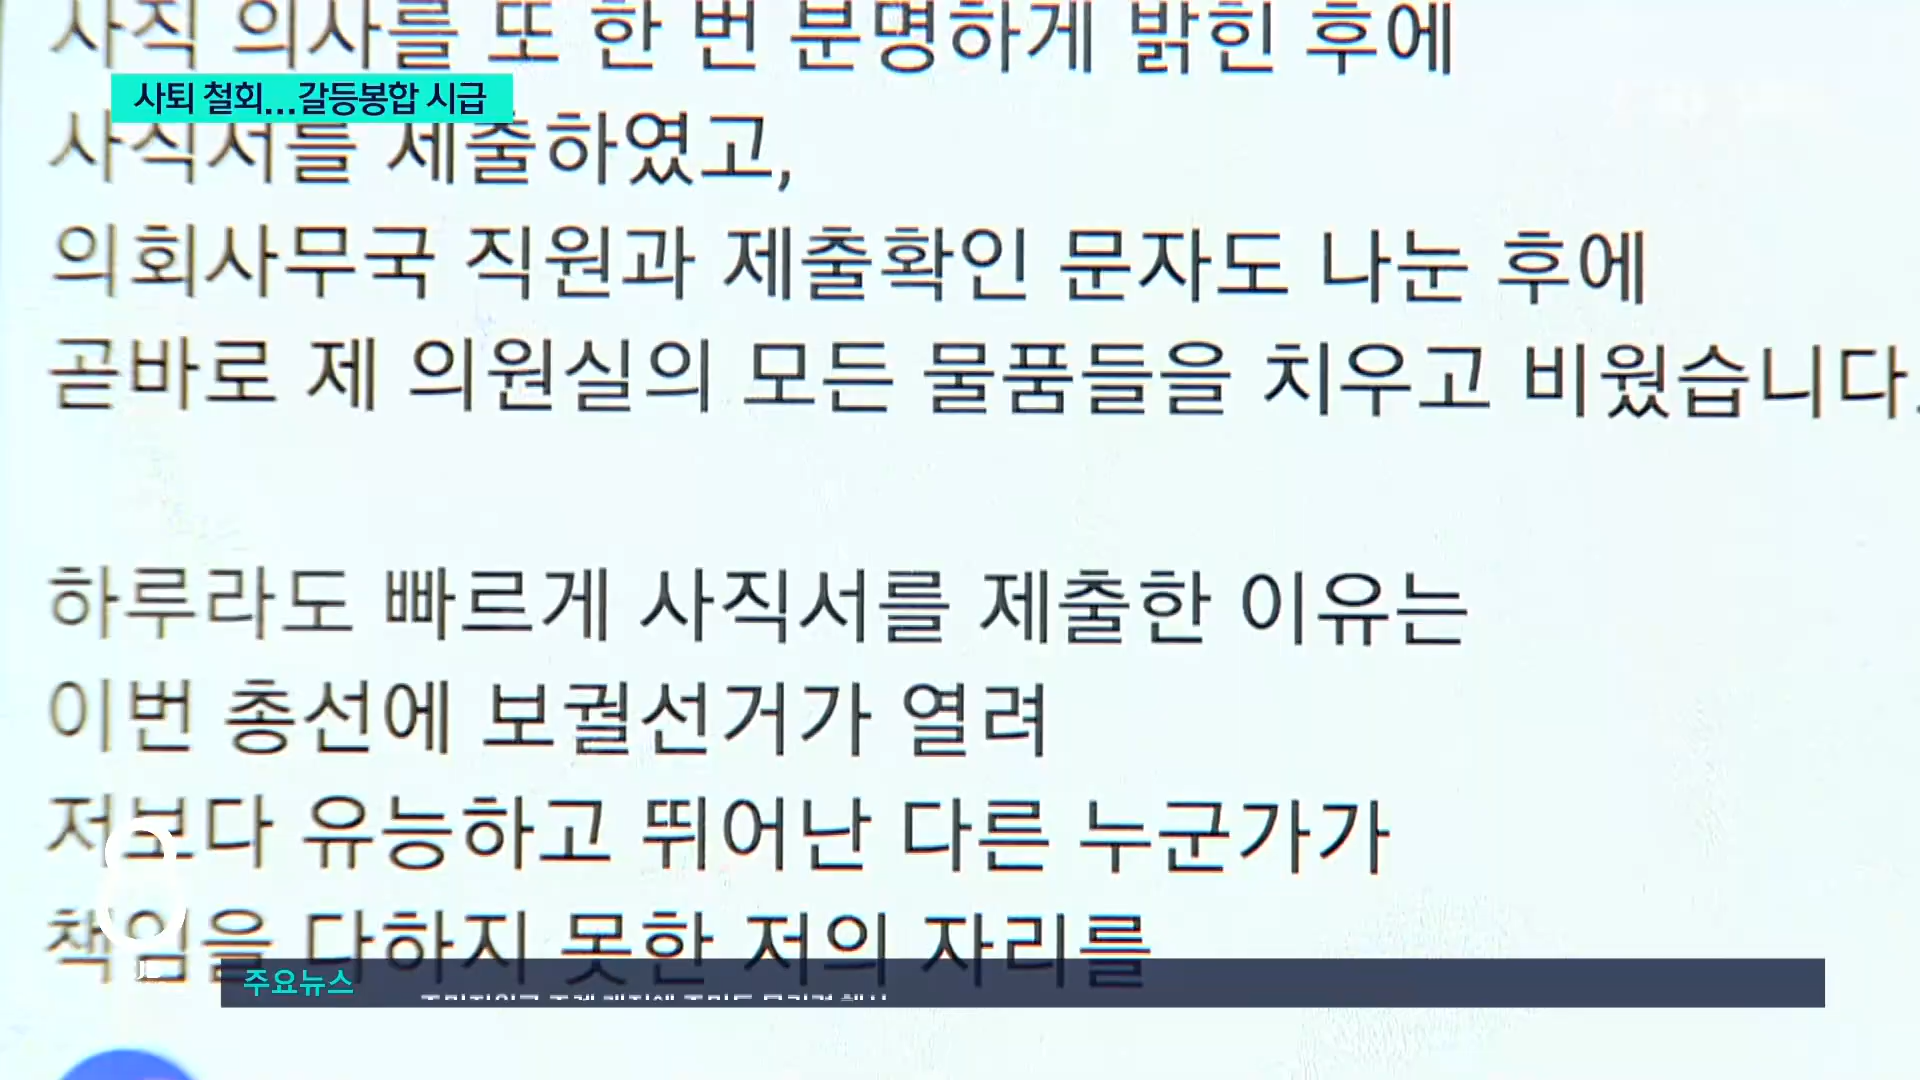 사직 의사를 또 한 번 분명하게 밝힌 후에
사퇴 철회...갈등봉합 시급
사직서를 제출하였고,
의회사무국 직원과 제출확인 문자도 나눈 후에
곧바로 제 의원실의 모든 물품들을 치우고 비웠습니다.
하루라도 빠르게 사직서를 제출한 이유는
이번 총선에 보궐선거가 열려
저보다 유능하고 뛰어난 다른 누군가가
책임을 다하지 못한 저의 자리를
8
주요뉴스